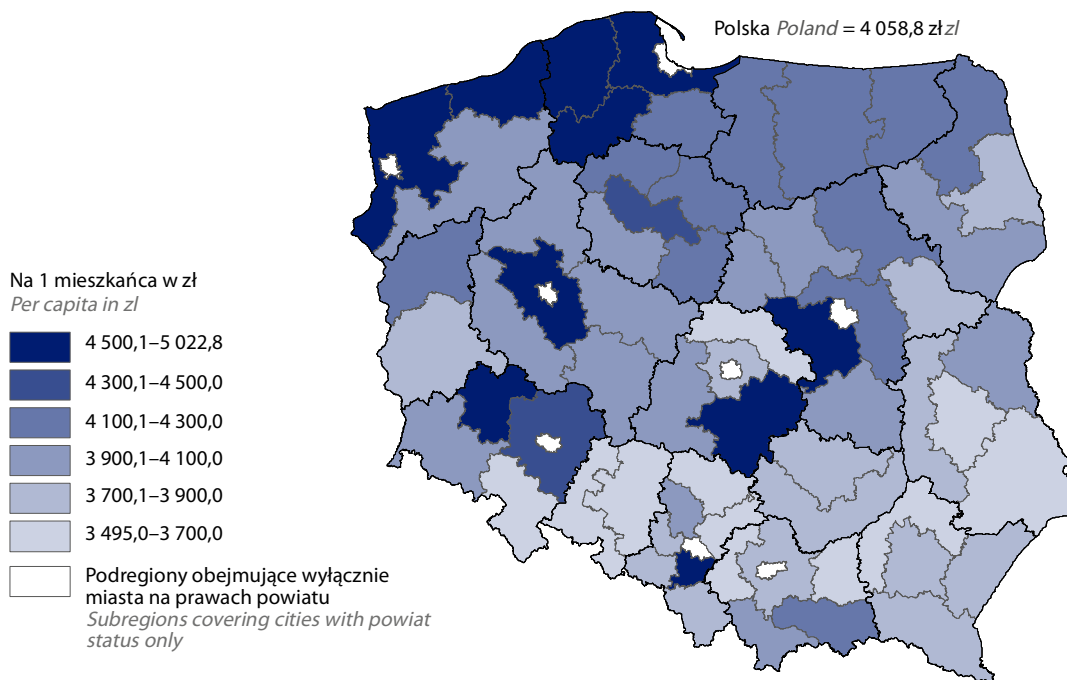 Polska Poland = 4 058,8 zł zl
Na 1 mieszkańca w zł
Per capita in zl
4 500,1–5 022,8
4 300,1–4 500,0
4 100,1–4 300,0
3 900,1–4 100,0
3 700,1–3 900,0
3 495,0–3 700,0
Podregiony obejmujące wyłącznie
miasta na prawach powiatu
Subregions covering cities with powiat
status only